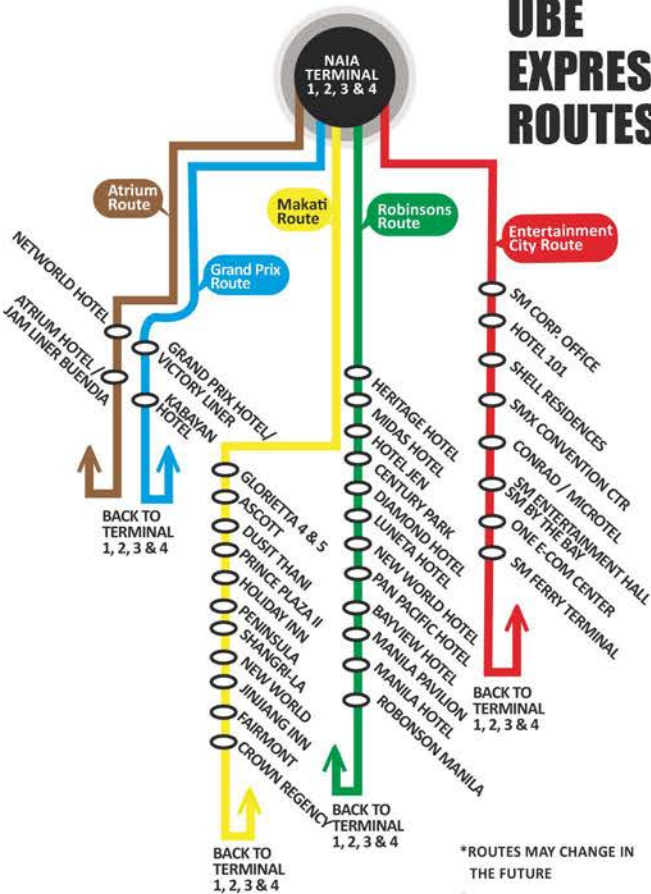 UBE
EXPRES
ROUTES
NAIA
TERMINAL
1, 2, 3 & 4
Atrium
Route
Makati
Route
Robinsons
Route
Entertainment
City Route
Grand Prix
Route
NETWORLD HOTEL
ATRIUM HOTEL /
JAM LINER BUENDIA
BACK TO
TERMINAL
1, 2, 3 & 4
GRAND PRIX HOTEL/
VICTORY LINER
KABAYAN
HOTEL
GLORIETTA 4 & 5
ASCOTT
DUSIT THANI
PRINCE PLAZA II
HOLIDAY INN
PENINSULA
SHANGRI-LA
NEW WORLD
JINJIANG INN
FAIRMONT
CROWN REGENCY
BACK TO
TERMINAL
1, 2, 3 & 4
HERITAGE HOTEL
MIDAS HOTEL
HOTEL JEN
CENTURY PARK
DIAMOND HOTEL
LUNETA HOTEL
NEW WORLD HOTEL
PAN PACIFIC HOTEL
BAYVIEW HOTEL
MANILA PAVILION
MANILA HOTEL
ROBONSON MANILA
BACK TO
TERMINAL
1, 2, 3 & 4
SM CORP. OFFICE
HOTEL 101
SHELL RESIDENCES
SMX CONVENTION CTR
CONRAD / MICROTEL
SM ENTERTAINMENT HALL
SM BY THE BAY
ONE E-COM CENTER
SM FERRY TERMINAL
BACK TO
TERMINAL
1, 2, 3 & 4
*ROUTES MAY CHANGE IN
THE FUTURE